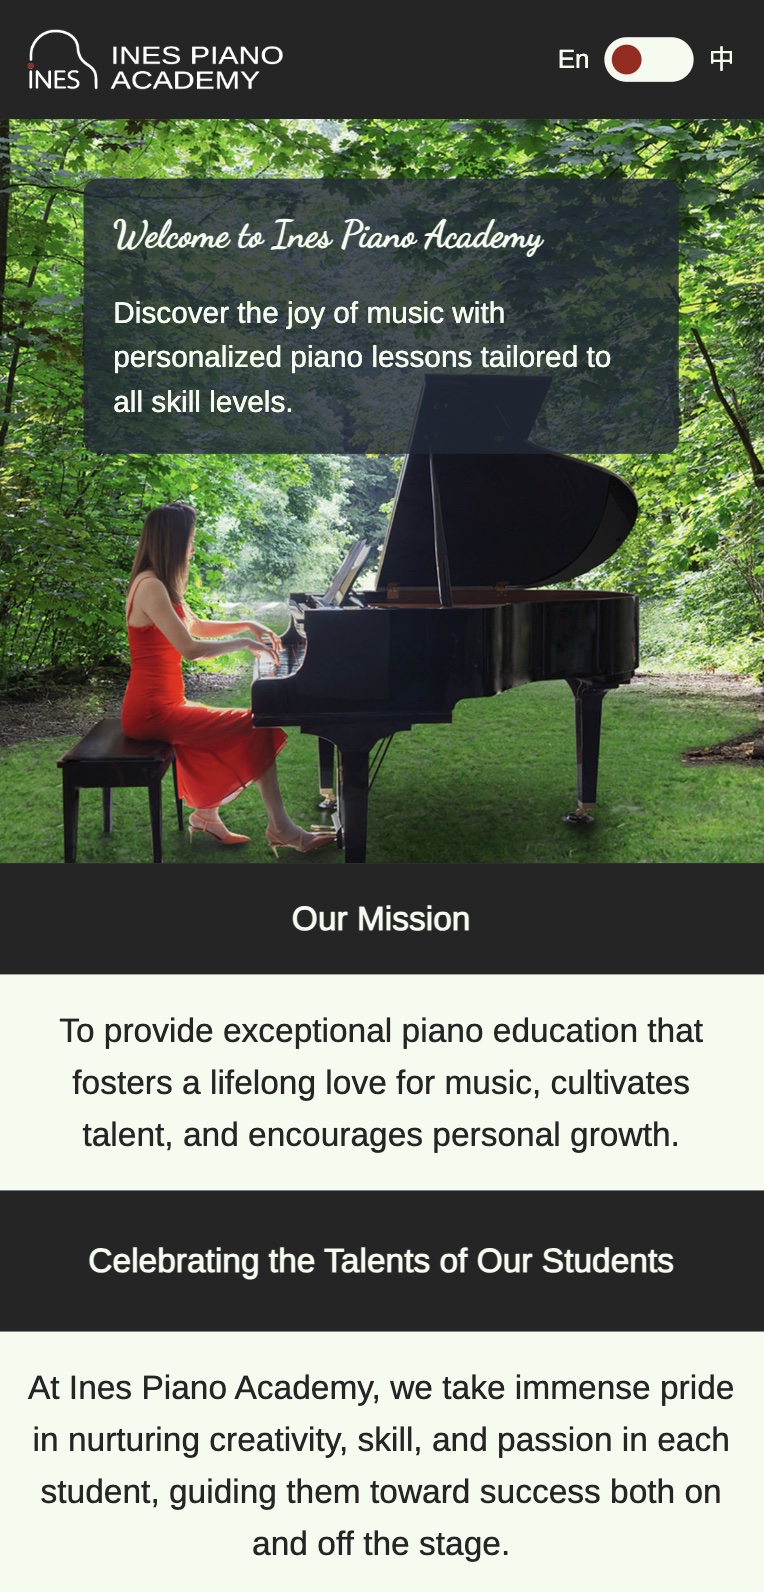 INES
INES PIANO
ACADEMY
En
中
Welcome to Ines Piano Academy
Discover the joy of music with
personalized piano lessons tailored to
all skill levels.
Our Mission
To provide exceptional piano education that
fosters a lifelong love for music, cultivates
talent, and encourages personal growth.
Celebrating the Talents of Our Students
At Ines Piano Academy, we take immense pride
in nurturing creativity, skill, and passion in each
student, guiding them toward success both on
and off the stage.